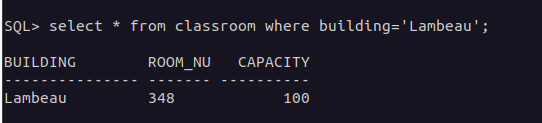 SQL> select * from classroom where building='Lambeau';
BUILDING        ROOM_NU   CAPACITY
--------------- ------- ----------
Lambeau         348            100